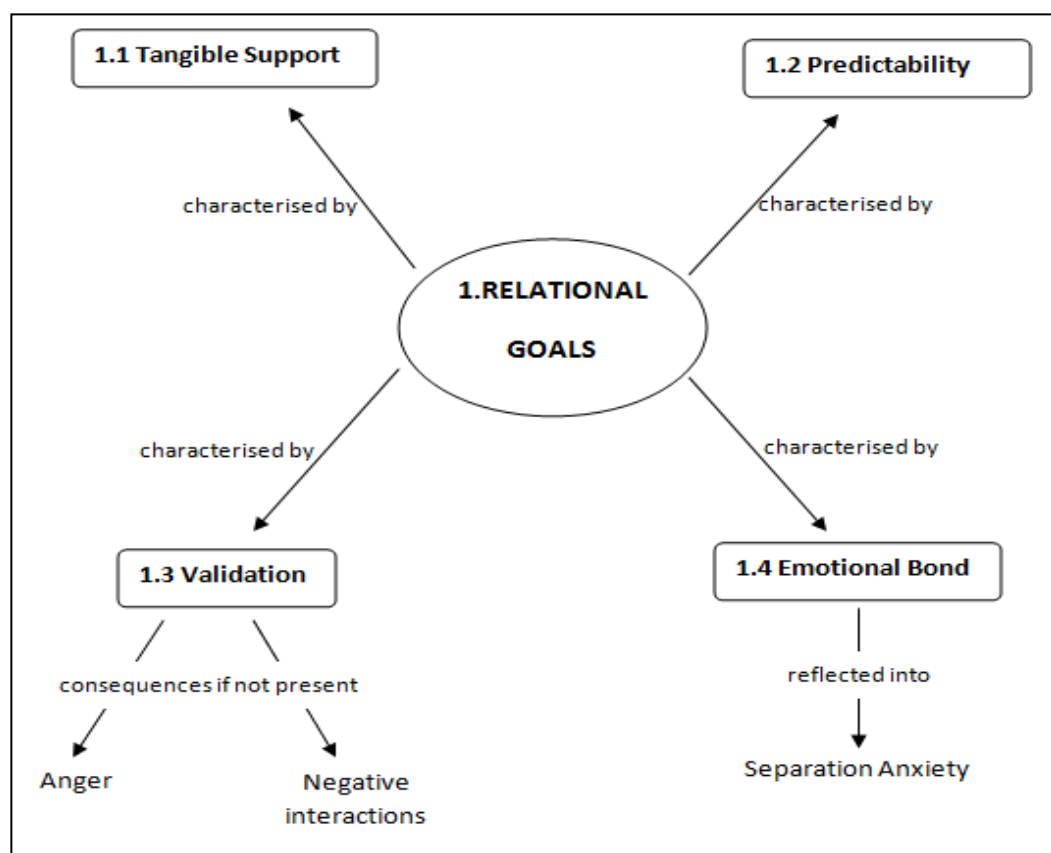 1.1 Tangible Support
1.2 Predictability
characterised by
characterised by
1.RELATIONAL
GOALS
characterised by
characterised by
1.3 Validation
1.4 Emotional Bond
consequences if not present
reflected into
Anger
Negative
interactions
Separation Anxiety